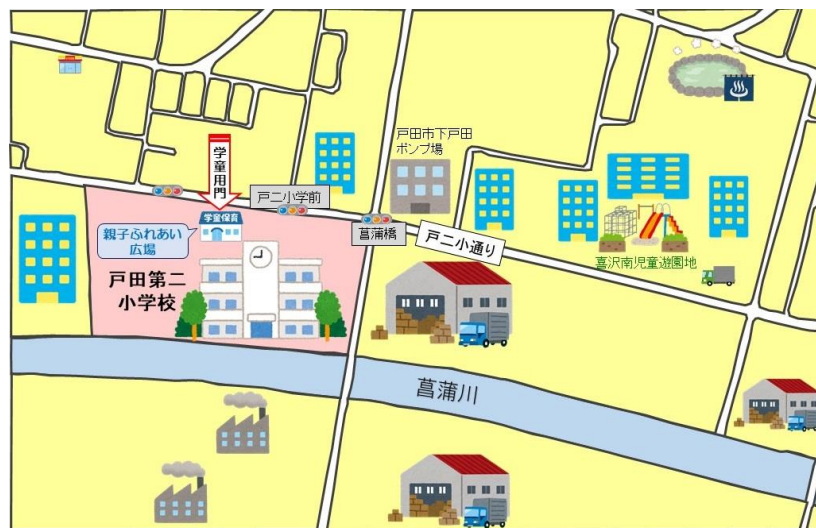 戸田市下戸田
ポンプ場
学童用門
戸二小学前
学童保育
菖蒲橋
戸二小通り
親子ふれあい
広場
喜沢南児童遊園地
戸田第二
小学校
菖蒲川